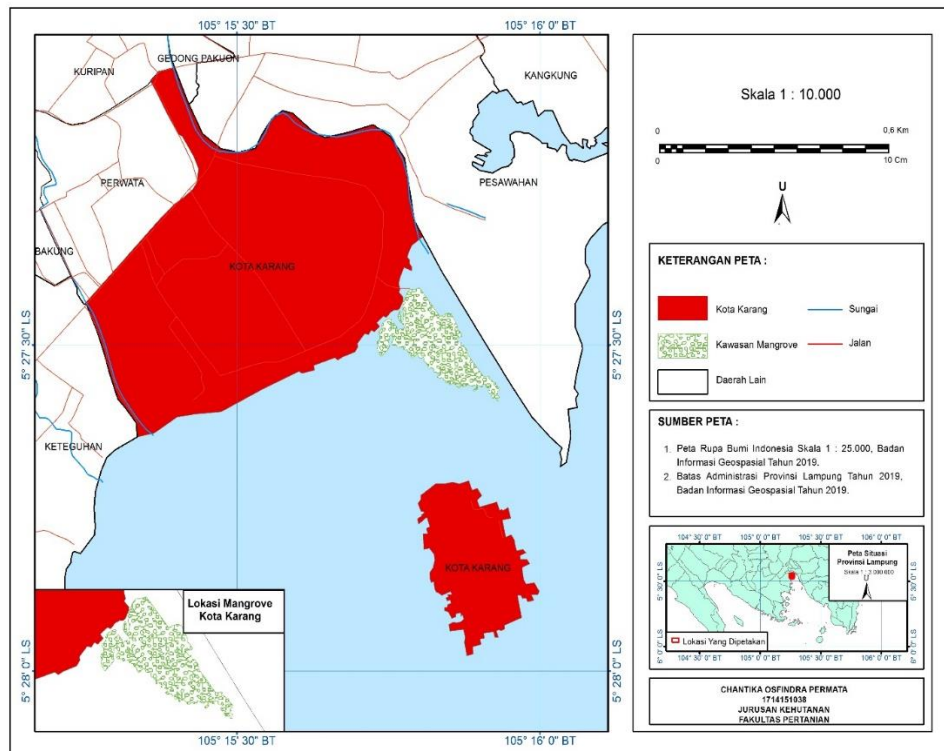 105° 15' 30" BT
105° 16' 0" BT
GEDONG PAKUON
KURIPAN
KANGKUNG
PERWATA
PESAWAHAN
BAKUNG
KOTA KARANG
5° 27' 30" LS
5° 27' 30" LS
KETEGUHAN
KOTA KARANG
Lokasi Mangrove
Kota Karang
5° 28' 0" LS
5° 28' 0" LS
105° 15' 30" BT
105° 16' 0" BT
Skala 1 : 10.000
0 0,6 Km
0 10 Cm
U
KETERANGAN PETA :
Kota Karang Sungai
Kawasan Mangrove Jalan
Daerah Lain
SUMBER PETA :
1. Peta Rupa Bumi Indonesia Skala 1 : 25.000, Badan
Informasi Geospasial Tahun 2019.
2. Batas Administrasi Provinsi Lampung Tahun 2019,
Badan Informasi Geospasial Tahun 2019.
104° 30' 0" BT 105° 0' 0" BT 105° 30' 0" BT 106° 0' 0" BT
Peta Situasi
Provinsi Lampung
U
5° 30' 0" LS
5° 30' 0" LS
6° 0' 0" LS
6° 0' 0" LS
Lokasi Yang Dipetakan
104° 30' 0" BT 105° 0' 0" BT 105° 30' 0" BT 106° 0' 0" BT
CHANTIKA OSFINDRA PERMATA
1714151038
JURUSAN KEHUTANAN
FAKULTAS PERTANIAN